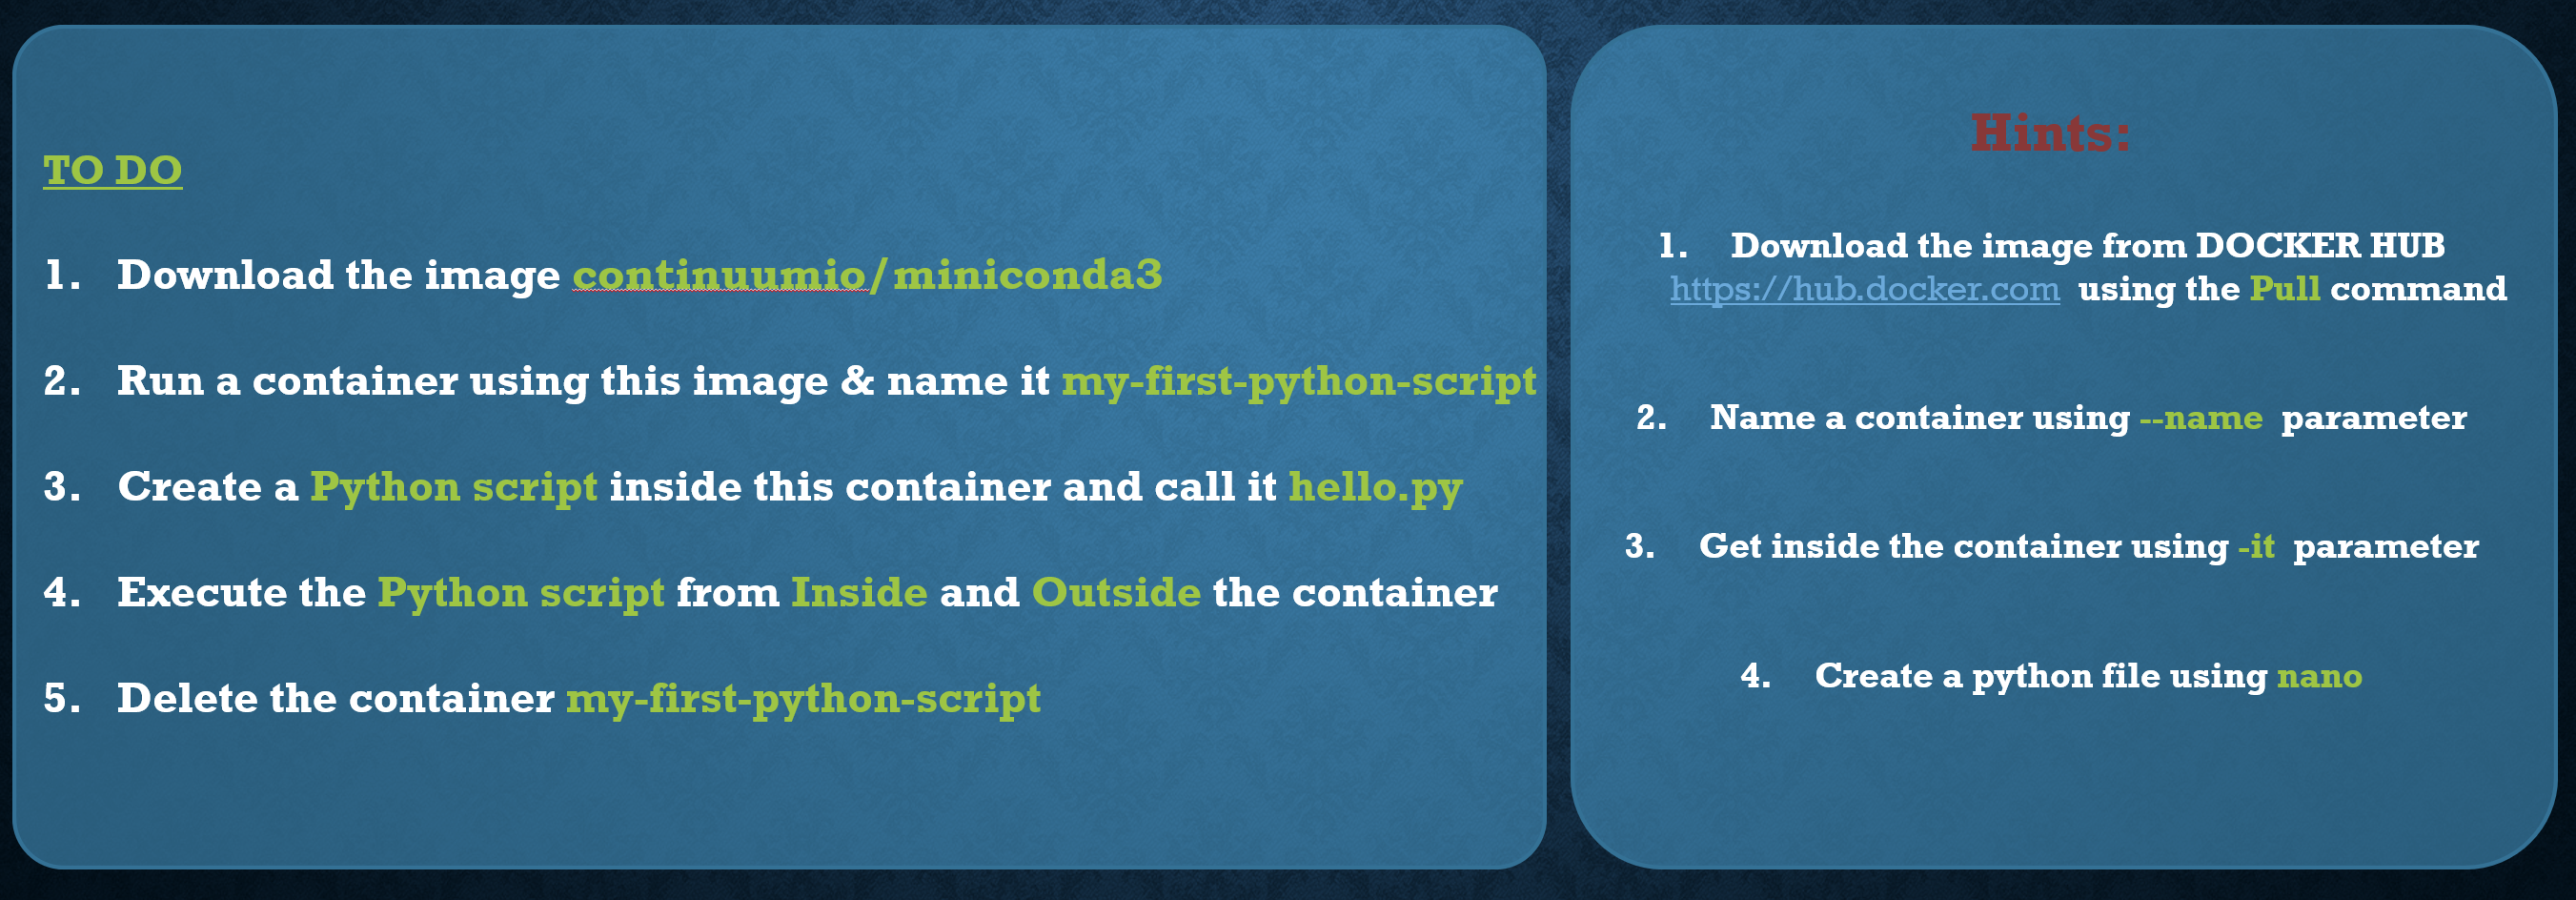 TO DO
1. Download the image continuumio/miniconda3
2. Run a container using this image & name it my-first-python-script
3. Create a Python script inside this container and call it hello.py
4. Execute the Python script from Inside and Outside the container
5. Delete the container my-first-python-script
Hints:
1. Download the image from DOCKER HUB
https://hub.docker.com using the Pull command
2. Name a container using --name parameter
3. Get inside the container using -it parameter
4. Create a python file using nano